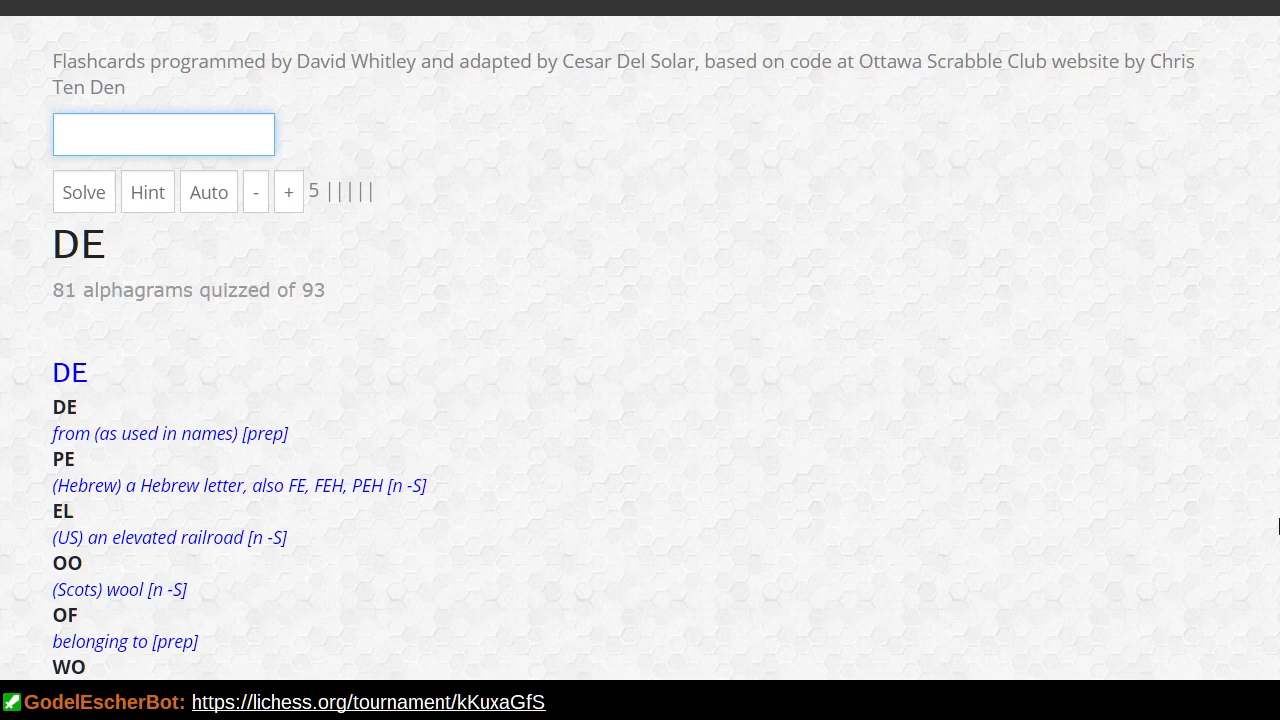 Flashcards programmed by David Whitley and adapted by Cesar Del Solar, based on code at Ottawa Scrabble Club website by Chris
Ten Den
Solve Hint Auto - + 5 |||||
DE
81 alphagrams quizzed of 93
DE
DE
from (as used in names) [prep]
PE
(Hebrew) a Hebrew letter, also FE, FEH, PEH [n -S]
EL
(US) an elevated railroad [n -S]
OO
(Scots) wool [n -S]
OF
belonging to [prep]
WO
GodelEscherBot: https://lichess.org/tournament/kKuxaGfS